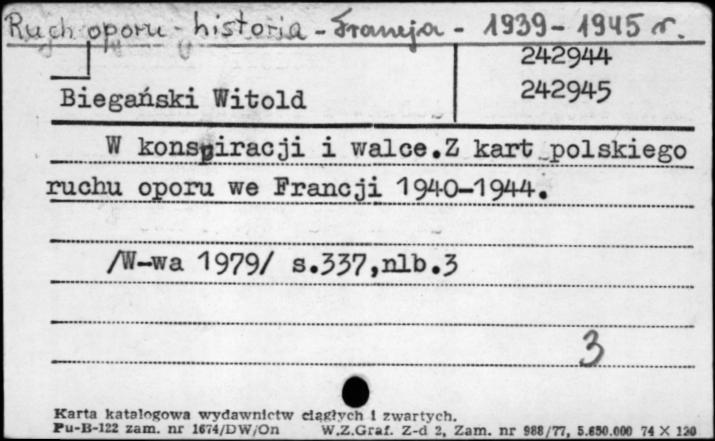 Ruch oporu - historia - Francja - 1939-1945 r.
242944
Biegański Witold
242945
W konspiracji i walce.Z kart polskiego
ruchu oporu we Francji 1940-1944.
/W-wa 1979/ s.337,nlb.3
3
Karta katalogowa wydawnictw ciągłych i zwartych.
Pu-B-122 zam. nr 1674/DW/On W.Z.Graf. Z-d 2, Zam. nr 988/77, 5.650.000 74 X 120